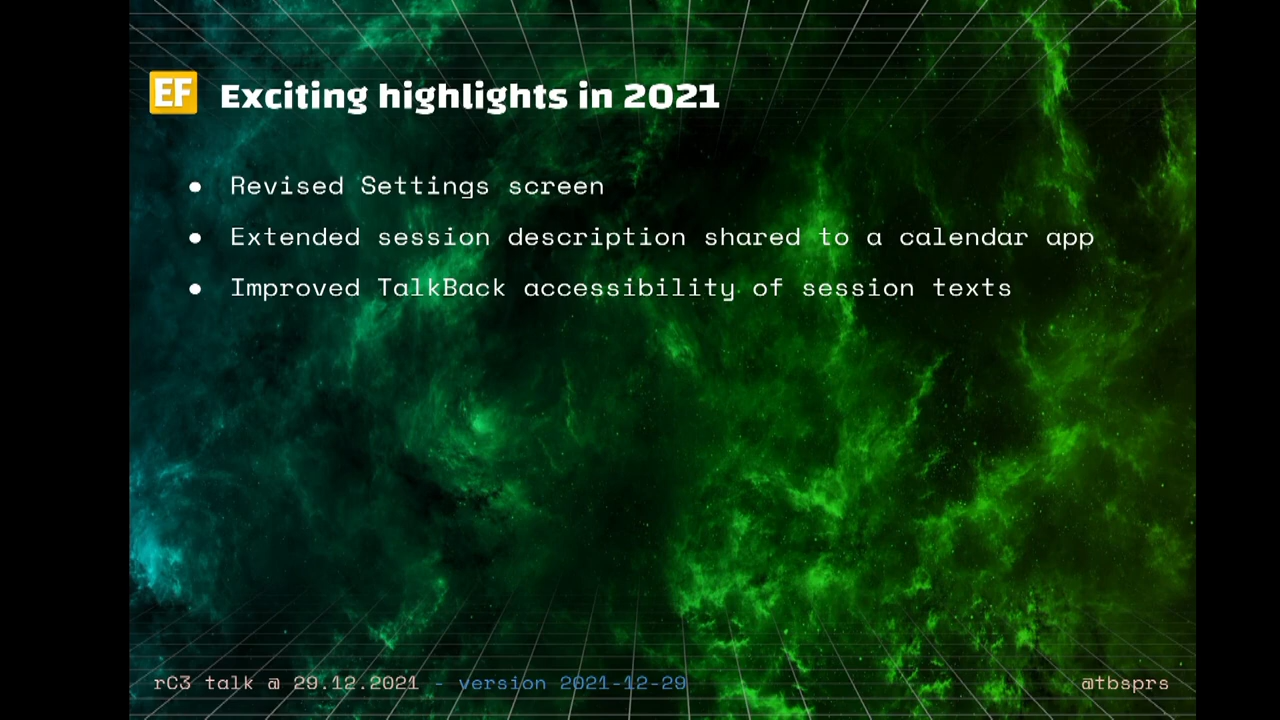 EF Exciting highlights in 2021
● Revised Settings screen
● Extended session description shared to a calendar app
● Improved TalkBack accessibility of session texts
rC3 talk @ 29.12.2021 - version 2021-12-29 @tbsprs